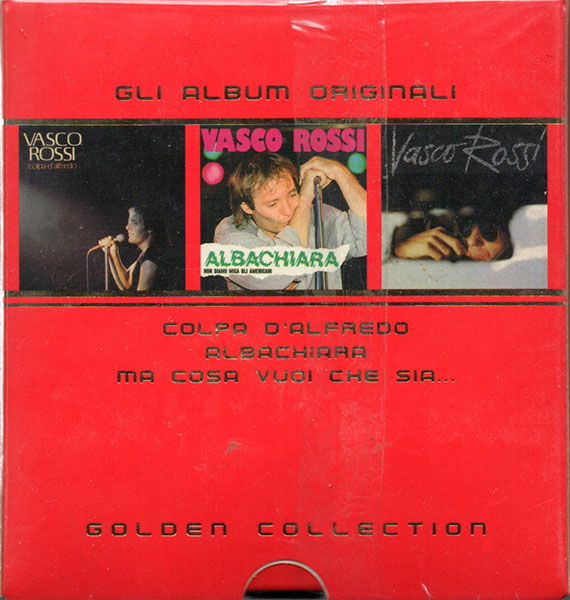 GLI ALBUM ORIGINALI
VASCO
ROSSI
colpa d'alfredo
VASCO ROSSI
ALBACHIARA
NON SIAMO MICA GLI AMERICANI
Vasco Rossi
COLPA D'ALFREDO
ALBACHIARA
MA COSA VUOI CHE SIA...
GOLDEN COLLECTION